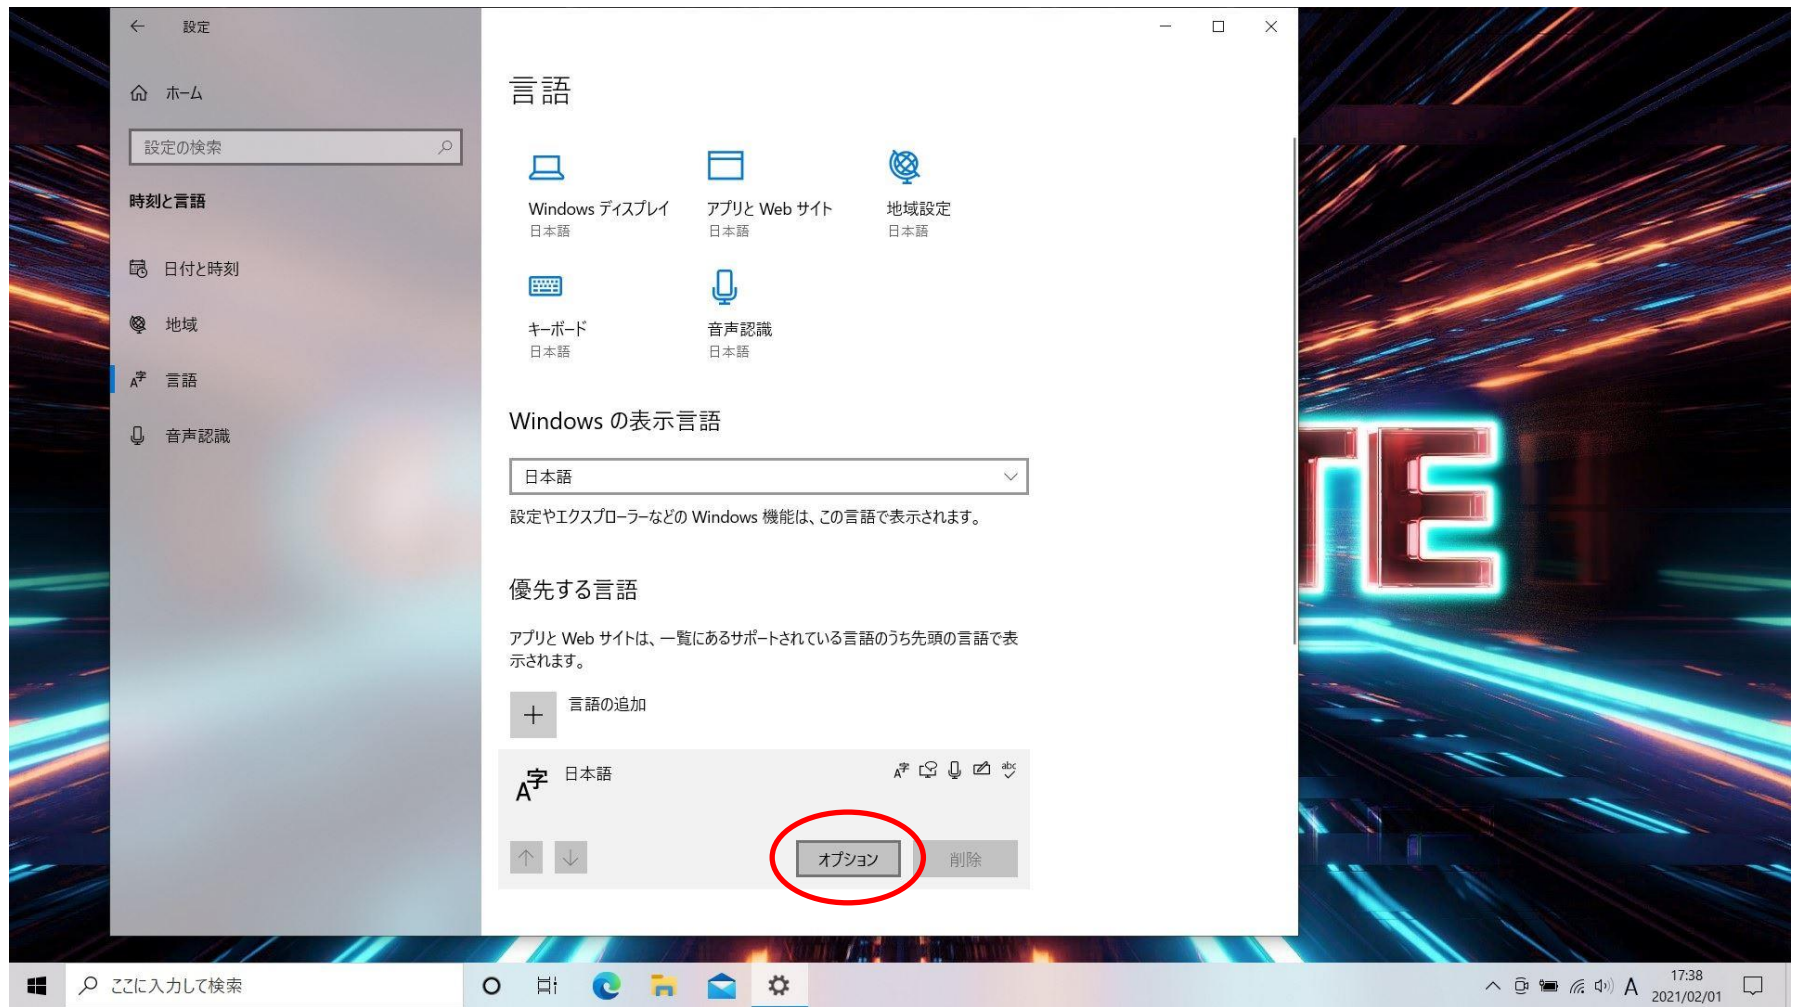 設定
ホーム
設定の検索
時刻と言語
日付と時刻
地域
言語
音声認識
言語
Windows ディスプレイ
日本語
アプリと Web サイト
日本語
地域設定
日本語
キーボード
日本語
音声認識
日本語
Windows の表示言語
日本語
設定やエクスプローラーなどの Windows 機能は、この言語で表示されます。
優先する言語
アプリと Web サイトは、一覧にあるサポートされている言語のうち先頭の言語で表
示されます。
言語の追加
A字 日本語
A字 abc
オプション 削除
TE
ここに入力して検索
A
17:38
2021/02/01